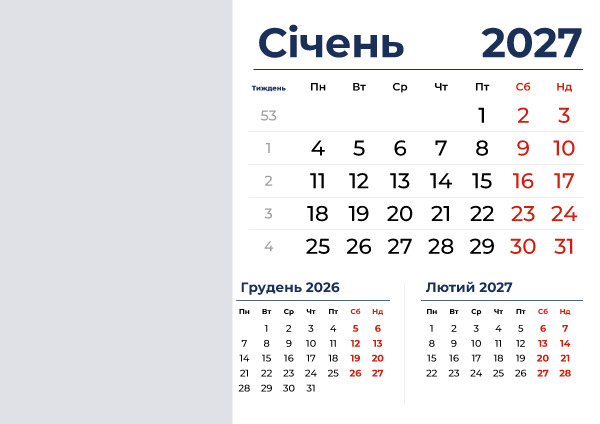 Січень 2027
Тиждень Пн Вт Ср Чт Пт Сб Нд
53 1 2 3
1 4 5 6 7 8 9 10
2 11 12 13 14 15 16 17
3 18 19 20 21 22 23 24
4 25 26 27 28 29 30 31
Грудень 2026
Пн Вт Ср Чт Пт Сб Нд
1 2 3 4 5 6
7 8 9 10 11 12 13
14 15 16 17 18 19 20
21 22 23 24 25 26 27
28 29 30 31
Лютий 2027
Пн Вт Ср Чт Пт Сб Нд
1 2 3 4 5 6 7
8 9 10 11 12 13 14
15 16 17 18 19 20 21
22 23 24 25 26 27 28